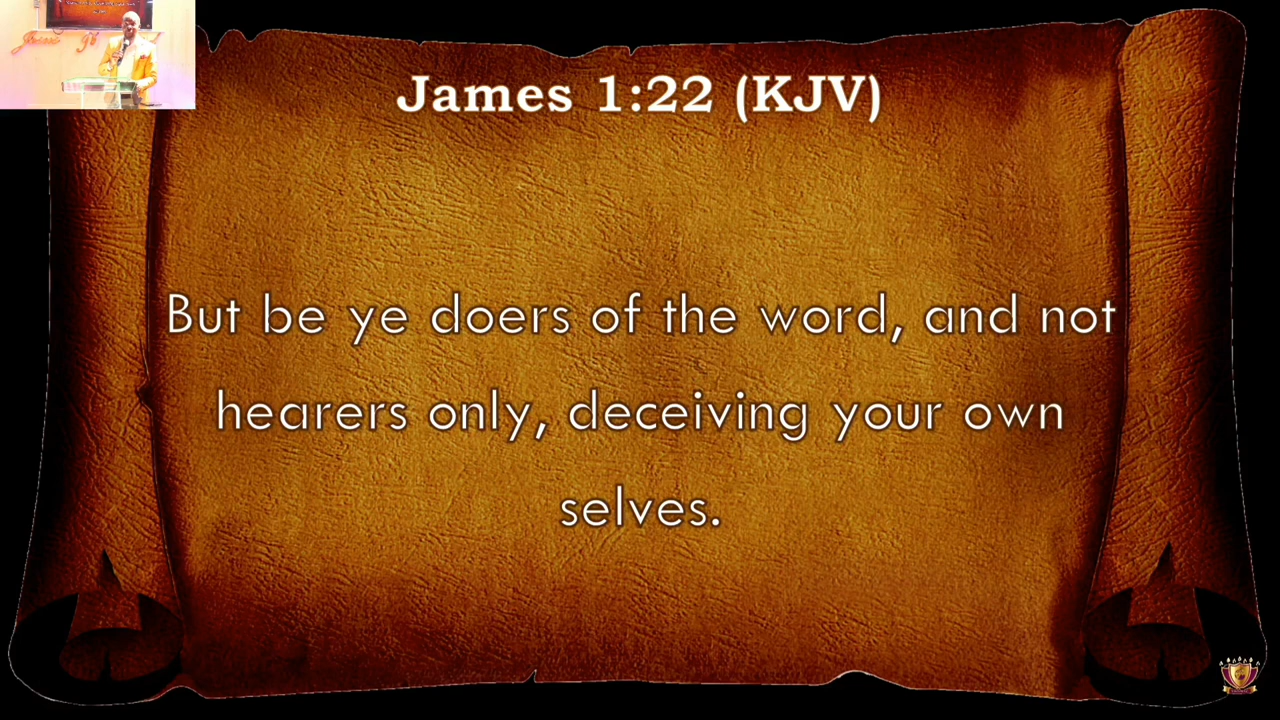 James 1:22 (KJV)
But be ye doers of the word, and not
hearers only, deceiving your own
selves.